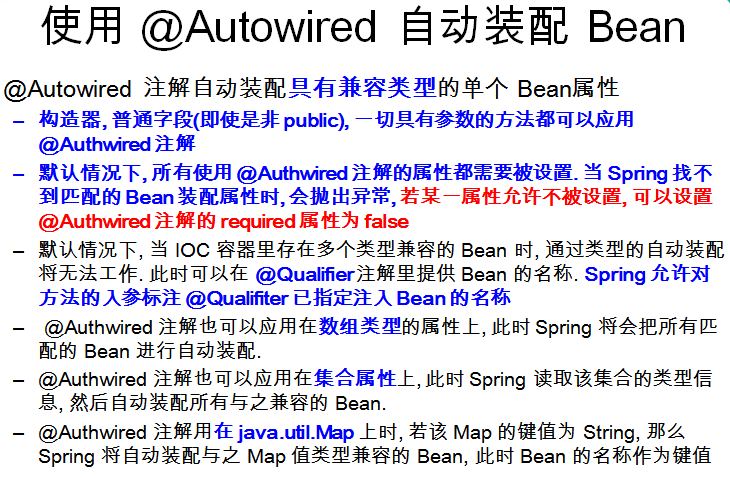 使用 @Autowired 自动装配 Bean
@Autowired 注解自动装配具有兼容类型的单个 Bean属性
– 构造器, 普通字段(即使是非 public), 一切具有参数的方法都可以应用
@Authwired 注解
– 默认情况下, 所有使用 @Authwired 注解的属性都需要被设置. 当 Spring 找不
到匹配的 Bean 装配属性时, 会抛出异常, 若某一属性允许不被设置, 可以设置
@Authwired 注解的 required 属性为 false
– 默认情况下, 当 IOC 容器里存在多个类型兼容的 Bean 时, 通过类型的自动装配
将无法工作. 此时可以在 @Qualifier 注解里提供 Bean 的名称. Spring 允许对
方法的入参标注 @Qualifiter 已指定注入 Bean 的名称
– @Authwired 注解也可以应用在数组类型的属性上, 此时 Spring 将会把所有匹
配的 Bean 进行自动装配.
– @Authwired 注解也可以应用在集合属性上, 此时 Spring 读取该集合的类型信
息, 然后自动装配所有与之兼容的 Bean.
– @Authwired 注解用在 java.util.Map 上时, 若该 Map 的键值为 String, 那么
Spring 将自动装配与之 Map 值类型兼容的 Bean, 此时 Bean 的名称作为键值